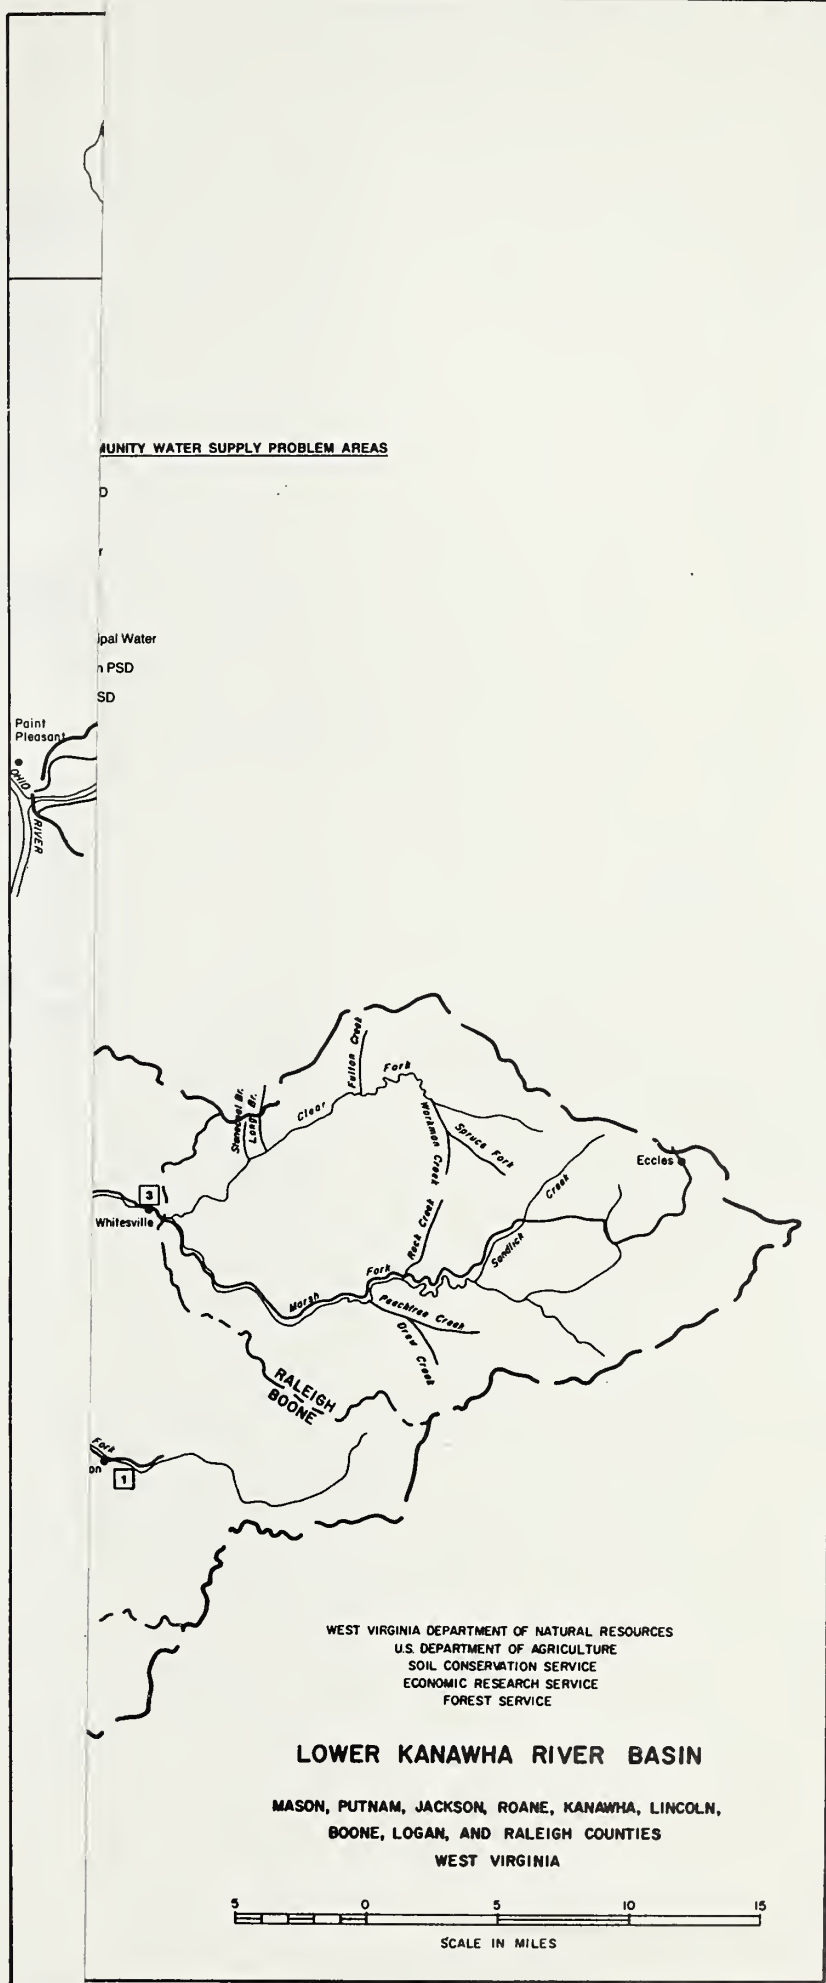 MUNITY WATER SUPPLY PROBLEM AREAS
D
r
ipal Water
n PSD
SD
Point
Pleasant
OHIO
RIVER
Fulton Creek
Fork
Clear
Stonecoal Br.
Long Br.
Workman Creek
Spruce Fork
Eccles
3
Whitesville
Creek
Rock Creek
Sandlick
Fork
Marsh
Peachtree Creek
Drew Creek
RALEIGH
BOONE
Fork
on
1
WEST VIRGINIA DEPARTMENT OF NATURAL RESOURCES
U.S. DEPARTMENT OF AGRICULTURE
SOIL CONSERVATION SERVICE
ECONOMIC RESEARCH SERVICE
FOREST SERVICE
LOWER KANAWHA RIVER BASIN
MASON, PUTNAM, JACKSON, ROANE, KANAWHA, LINCOLN,
BOONE, LOGAN, AND RALEIGH COUNTIES
WEST VIRGINIA
5 0 5 10 15
SCALE IN MILES